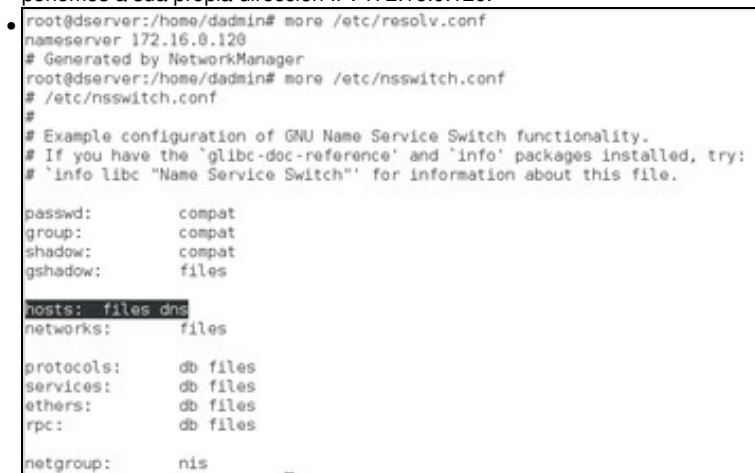 root@dserver:/home/dadmin# more /etc/resolv.conf
nameserver 172.16.0.120
# Generated by NetworkManager
root@dserver:/home/dadmin# more /etc/nsswitch.conf
# /etc/nsswitch.conf
#
# Example configuration of GNU Name Service Switch functionality.
# If you have the `glibc-doc-reference' and `info' packages installed, try:
# `info libc "Name Service Switch"' for information about this file.
passwd: compat
group: compat
shadow: compat
gshadow: files
hosts: files dns
networks: files
protocols: db files
services: db files
ethers: db files
rpc: db files
netgroup: nis